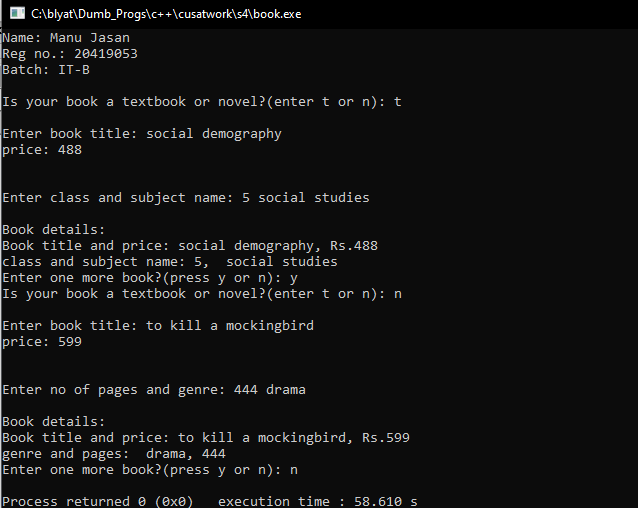 C:\blyat\Dumb_Progs\c++\cusatwork\s4\book.exe
Name: Manu Jasan
Reg no.: 20419053
Batch: IT-B
Is your book a textbook or novel?(enter t or n): t
Enter book title: social demography
price: 488
Enter class and subject name: 5 social studies
Book details:
Book title and price: social demography, Rs.488
class and subject name: 5,  social studies
Enter one more book?(press y or n): y
Is your book a textbook or novel?(enter t or n): n
Enter book title: to kill a mockingbird
price: 599
Enter no of pages and genre: 444 drama
Book details:
Book title and price: to kill a mockingbird, Rs.599
genre and pages:  drama, 444
Enter one more book?(press y or n): n
Process returned 0 (0x0)   execution time : 58.610 s